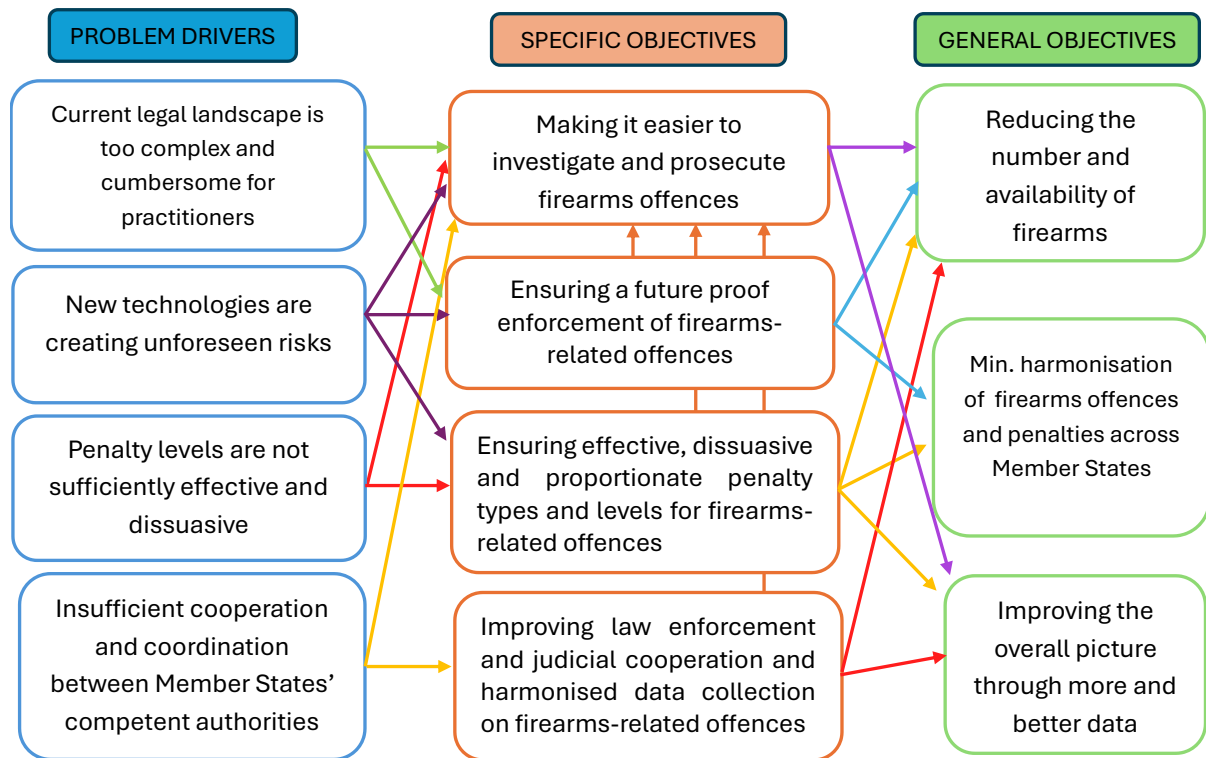 PROBLEM DRIVERS
SPECIFIC OBJECTIVES
GENERAL OBJECTIVES
Current legal landscape is
too complex and
cumbersome for
practitioners
New technologies are
creating unforeseen risks
Penalty levels are not
sufficiently effective and
dissuasive
Insufficient cooperation
and coordination
between Member States’
competent authorities
Making it easier to
investigate and prosecute
firearms offences
Ensuring a future proof
enforcement of firearms-
related offences
Ensuring effective, dissuasive
and proportionate penalty
types and levels for firearms-
related offences
Improving law enforcement
and judicial cooperation and
harmonised data collection
on firearms-related offences
Reducing the
number and
availability of
firearms
Min. harmonisation
of firearms offences
and penalties across
Member States
Improving the
overall picture
through more and
better data